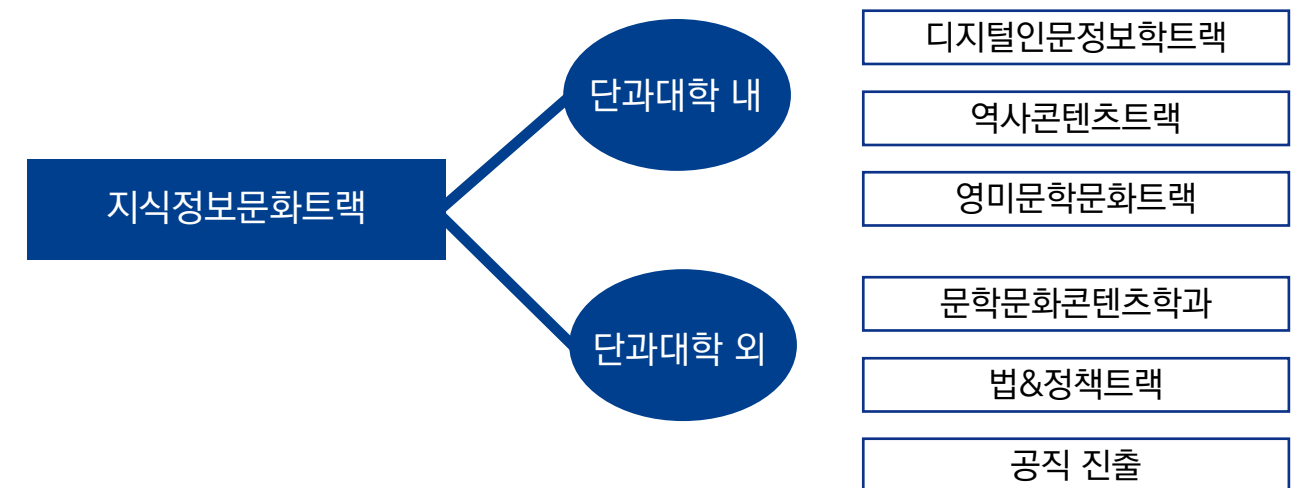 지식정보문화트랙
단과대학 내
디지털인문정보학트랙
역사콘텐츠트랙
영미문학문화트랙
단과대학 외
문학문화콘텐츠학과
법&정책트랙
공직 진출